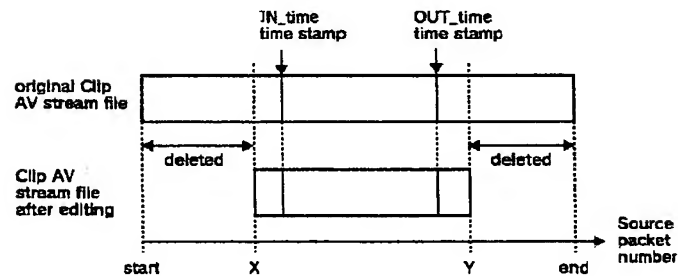 IN_time
time stamp
OUT_time
time stamp
original Clip
AV stream file
deleted
deleted
Clip AV
stream file
after editing
Source
packet
number
start
X
Y
end